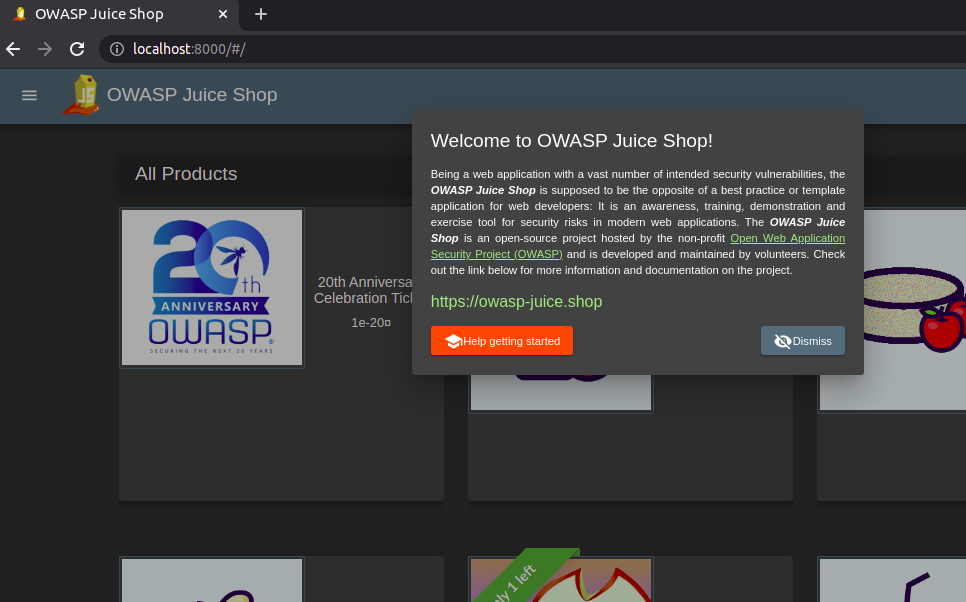 OWASP Juice Shop
localhost:8000/#/
OWASP Juice Shop
Welcome to OWASP Juice Shop!
Being a web application with a vast number of intended security vulnerabilities, the
OWASP Juice Shop is supposed to be the opposite of a best practice or template
application for web developers: It is an awareness, training, demonstration and
exercise tool for security risks in modern web applications. The OWASP Juice
Shop is an open-source project hosted by the non-profit Open Web Application
Security Project (OWASP) and is developed and maintained by volunteers. Check
out the link below for more information and documentation on the project.
https://owasp-juice.shop
Help getting started
Dismiss
All Products
20th
ANNIVERSARY
OWASP
SECURING THE NEXT 20 YEARS
20th Anniversa
Celebration Tic
1e-20¤
JS
1 left